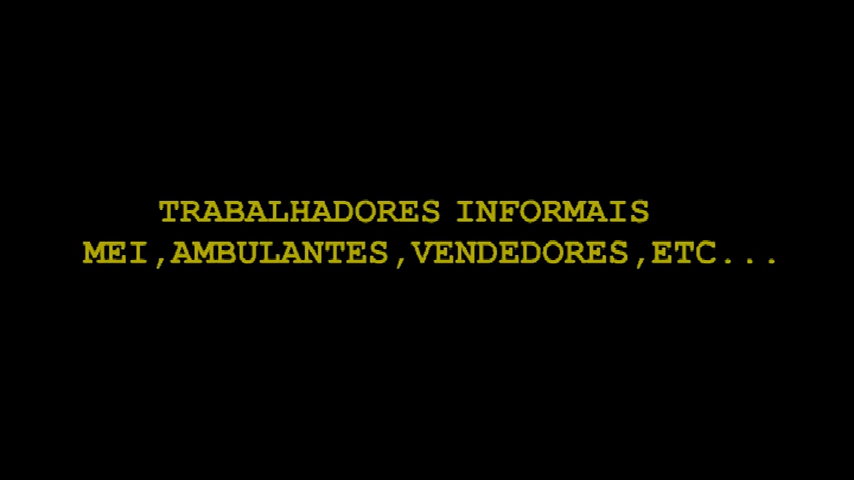 TRABALHADORES INFORMAIS
MEI,AMBULANTES,VENDEDORES,ETC...